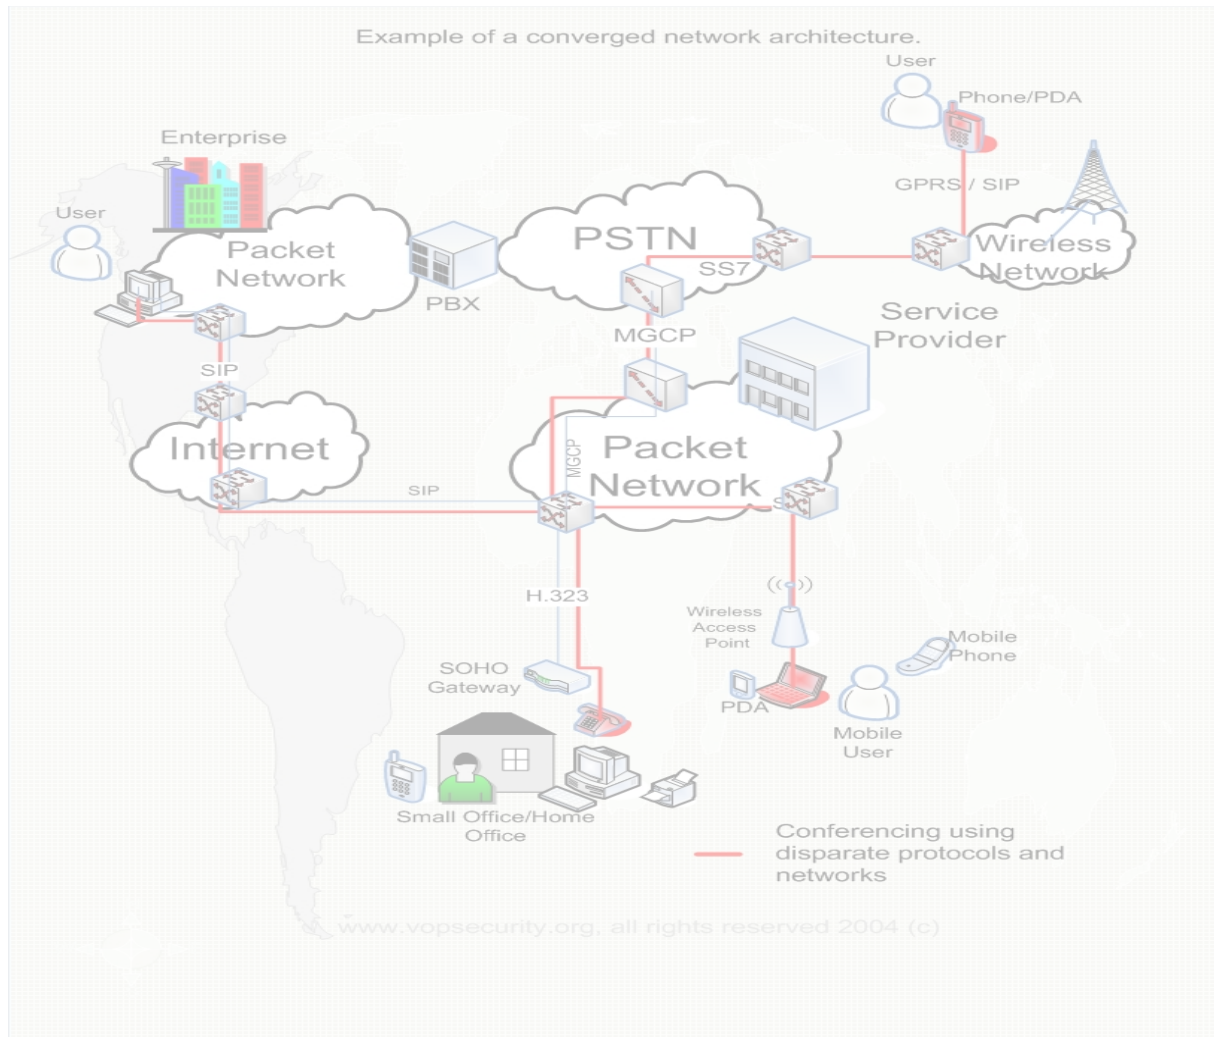 Example of a converged network architecture.
User
Phone/PDA
Enterprise
GPRS / SIP
User
Packet
Network
PSTN
Wireless
Network
SS7
PBX
Service
Provider
MGCP
SIP
Internet
Packet
Network
MGCP
SIP
H.323
Wireless
Access
Point
Mobile
Phone
SOHO
Gateway
PDA
Mobile
User
Small Office/Home
Office
Conferencing using
disparate protocols and
networks
www.vopsecurity.org, all rights reserved 2004 (c)